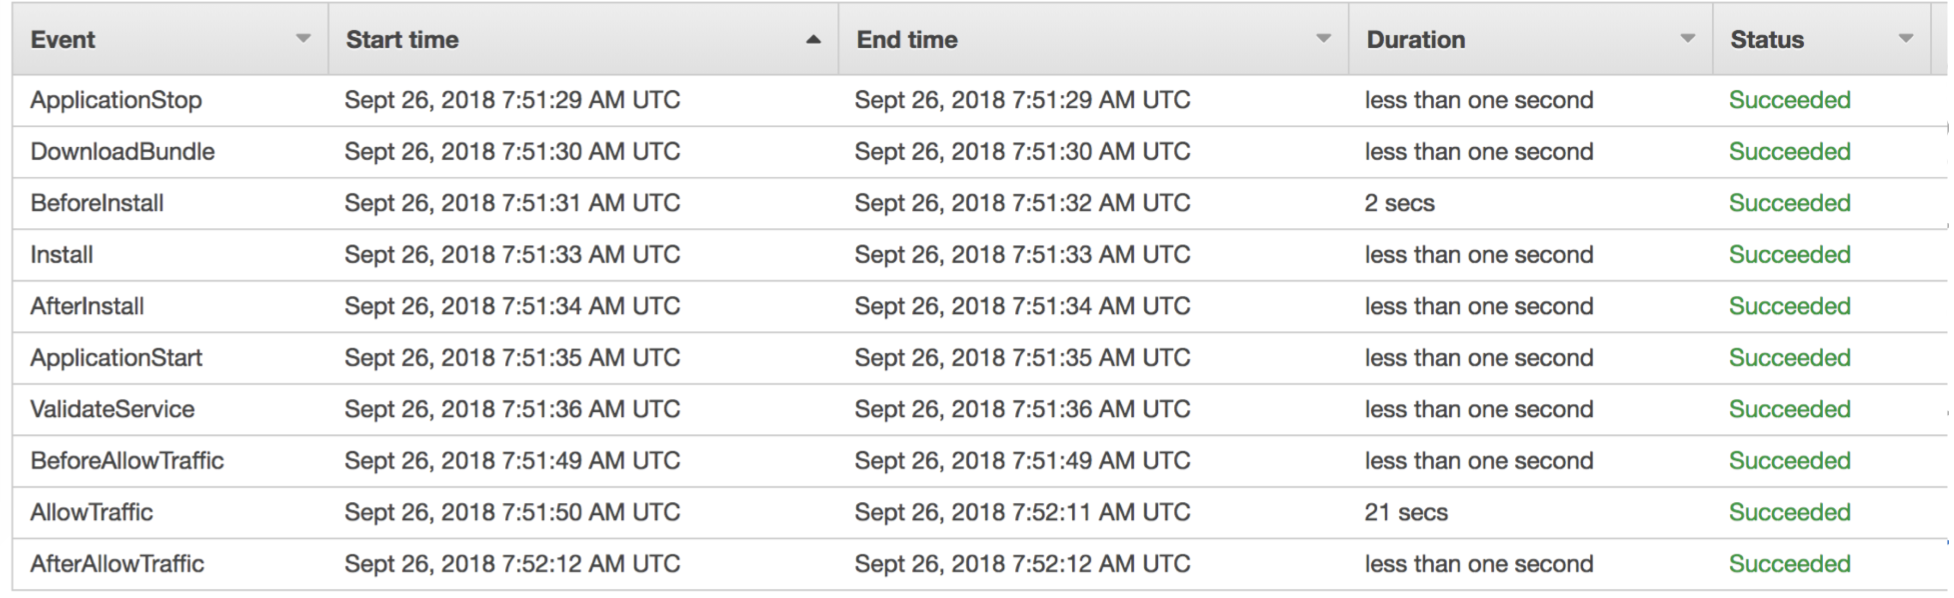 Event Start time End time Duration Status
ApplicationStop Sept 26, 2018 7:51:29 AM UTC Sept 26, 2018 7:51:29 AM UTC less than one second Succeeded
DownloadBundle Sept 26, 2018 7:51:30 AM UTC Sept 26, 2018 7:51:30 AM UTC less than one second Succeeded
BeforeInstall Sept 26, 2018 7:51:31 AM UTC Sept 26, 2018 7:51:32 AM UTC 2 secs Succeeded
Install Sept 26, 2018 7:51:33 AM UTC Sept 26, 2018 7:51:33 AM UTC less than one second Succeeded
AfterInstall Sept 26, 2018 7:51:34 AM UTC Sept 26, 2018 7:51:34 AM UTC less than one second Succeeded
ApplicationStart Sept 26, 2018 7:51:35 AM UTC Sept 26, 2018 7:51:35 AM UTC less than one second Succeeded
ValidateService Sept 26, 2018 7:51:36 AM UTC Sept 26, 2018 7:51:36 AM UTC less than one second Succeeded
BeforeAllowTraffic Sept 26, 2018 7:51:49 AM UTC Sept 26, 2018 7:51:49 AM UTC less than one second Succeeded
AllowTraffic Sept 26, 2018 7:51:50 AM UTC Sept 26, 2018 7:52:11 AM UTC 21 secs Succeeded
AfterAllowTraffic Sept 26, 2018 7:52:12 AM UTC Sept 26, 2018 7:52:12 AM UTC less than one second Succeeded